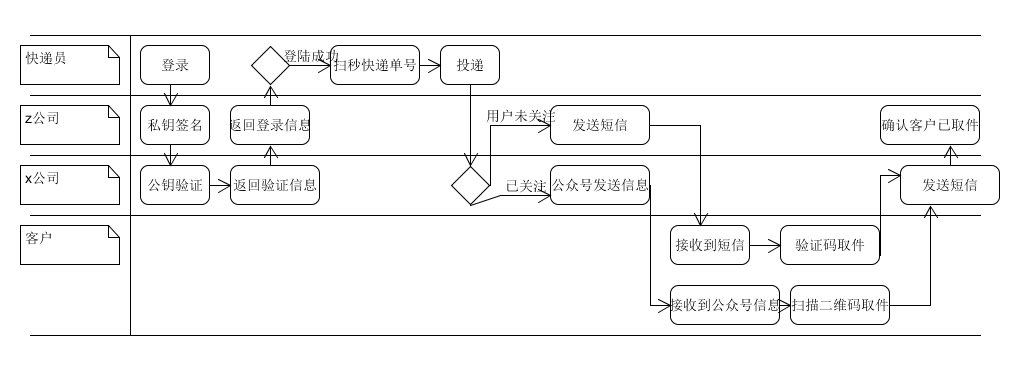 快递员
登录
登陆成功
扫秒快递单号
投递
z公司
私钥签名
返回登录信息
用户未关注
发送短信
确认客户已取件
x公司
公钥验证
返回验证信息
已关注
公众号发送信息
发送短信
客户
接收到短信
验证码取件
接收到公众号信息
扫描二维码取件